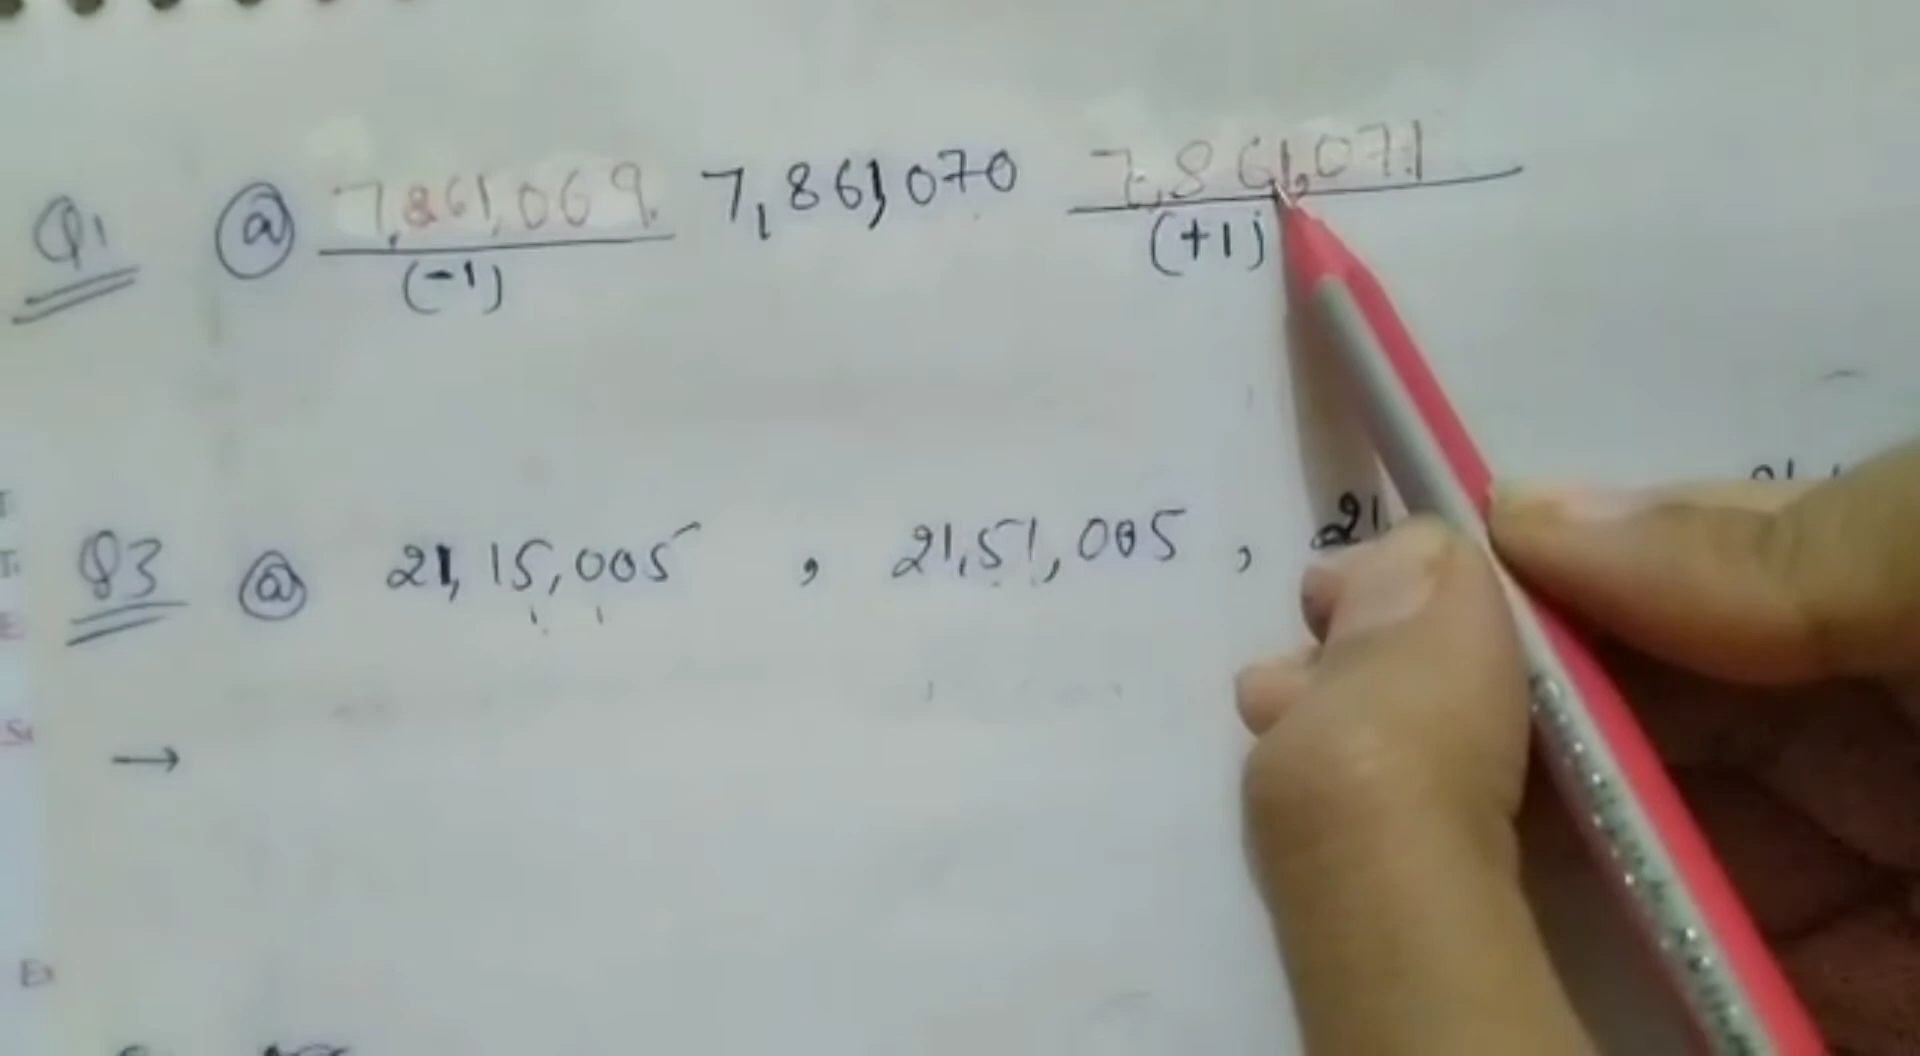 Q1 (a) 7,861,069 7,861,070 7,861,071
(-1) (+1)
Q3 (a) 21,15,005 , 21,51,005 , 21
→